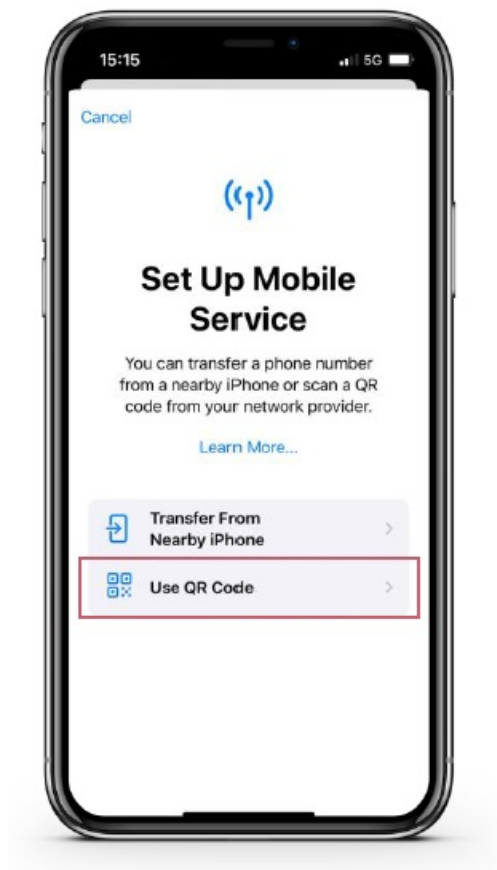 15:15
5G
Cancel
Set Up Mobile
Service
You can transfer a phone number
from a nearby iPhone or scan a QR
code from your network provider.
Learn More...
Transfer From
Nearby iPhone
Use QR Code